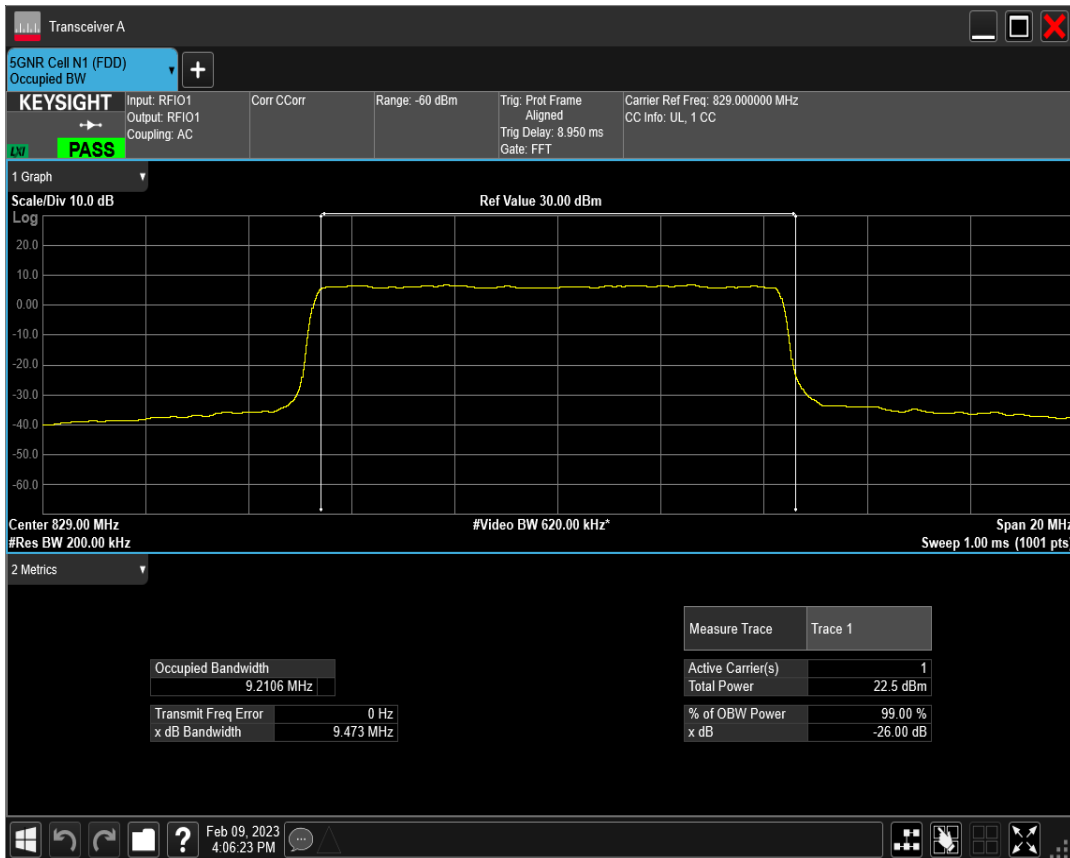 Transceiver A
5GNR Cell N1 (FDD)
Occupied BW
+
KEYSIGHT
LXI
PASS
Input: RFIO1
Output: RFIO1
Coupling: AC
Corr CCorr
Range: -60 dBm
Trig: Prot Frame
Aligned
Trig Delay: 8.950 ms
Gate: FFT
Carrier Ref Freq: 829.000000 MHz
CC Info: UL, 1 CC
1 Graph
Scale/Div 10.0 dB
Ref Value 30.00 dBm
Log
20.0
10.0
0.00
-10.0
-20.0
-30.0
-40.0
-50.0
-60.0
Center 829.00 MHz
#Video BW 620.00 kHz*
Span 20 MHz
#Res BW 200.00 kHz
Sweep 1.00 ms (1001 pts)
2 Metrics
Measure Trace Trace 1
Occupied Bandwidth
9.2106 MHz
Active Carrier(s) 1
Total Power 22.5 dBm
Transmit Freq Error 0 Hz
x dB Bandwidth 9.473 MHz
% of OBW Power 99.00 %
x dB -26.00 dB
?
Feb 09, 2023
4:06:23 PM